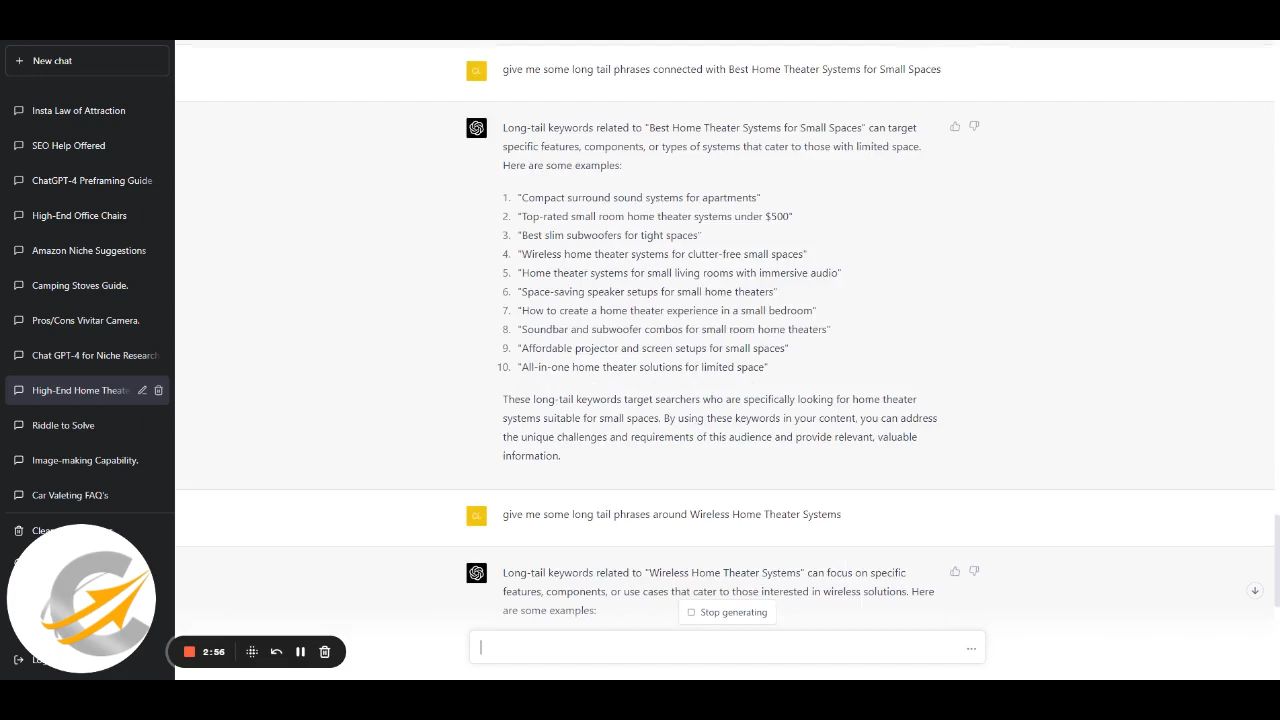 New chat
Insta Law of Attraction
SEO Help Offered
ChatGPT-4 Preframing Guide
High-End Office Chairs
Amazon Niche Suggestions
Camping Stoves Guide.
Pros/Cons Vivitar Camera.
Chat GPT-4 for Niche Research
High-End Home Theate
Riddle to Solve
Image-making Capability.
Car Valeting FAQ's
2:56
CL
give me some long tail phrases connected with Best Home Theater Systems for Small Spaces
Long-tail keywords related to "Best Home Theater Systems for Small Spaces" can target
specific features, components, or types of systems that cater to those with limited space.
Here are some examples:
1. "Compact surround sound systems for apartments"
2. "Top-rated small room home theater systems under $500"
3. "Best slim subwoofers for tight spaces"
4. "Wireless home theater systems for clutter-free small spaces"
5. "Home theater systems for small living rooms with immersive audio"
6. "Space-saving speaker setups for small home theaters"
7. "How to create a home theater experience in a small bedroom"
8. "Soundbar and subwoofer combos for small room home theaters"
9. "Affordable projector and screen setups for small spaces"
10. "All-in-one home theater solutions for limited space"
These long-tail keywords target searchers who are specifically looking for home theater
systems suitable for small spaces. By using these keywords in your content, you can address
the unique challenges and requirements of this audience and provide relevant, valuable
information.
CL
give me some long tail phrases around Wireless Home Theater Systems
Long-tail keywords related to "Wireless Home Theater Systems" can focus on specific
features, components, or use cases that cater to those interested in wireless solutions. Here
are some examples:
Stop generating